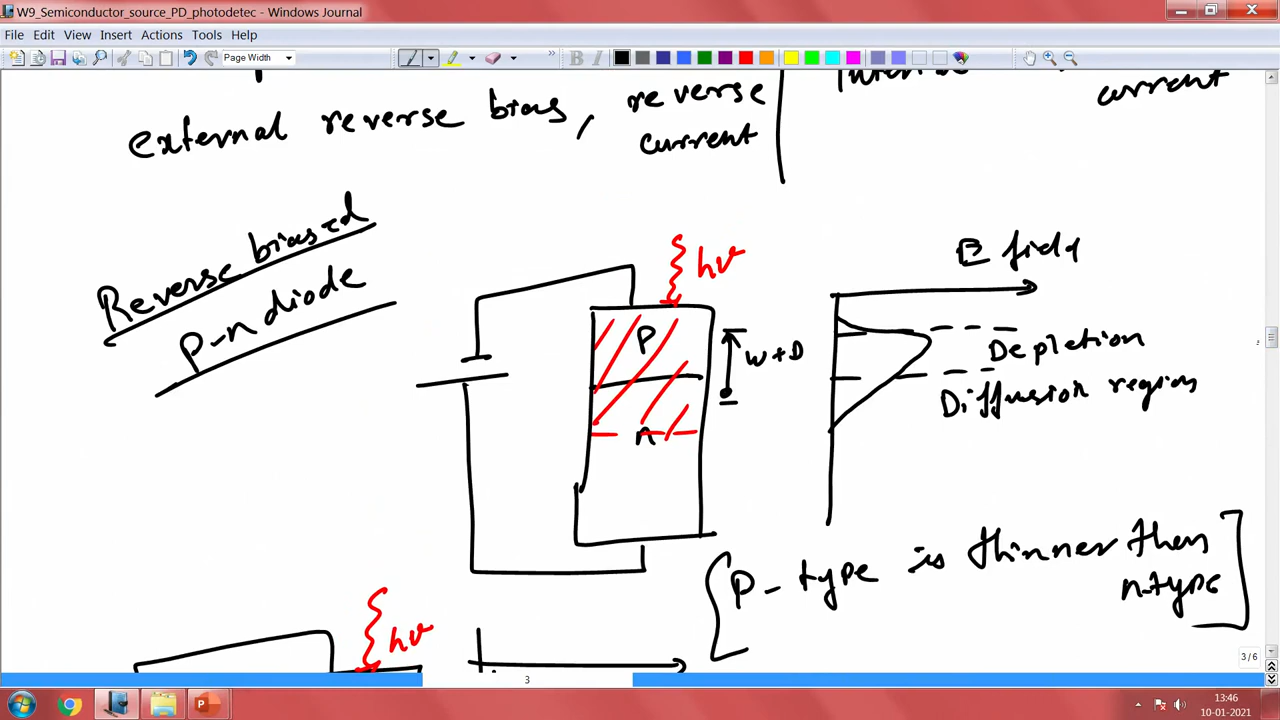 W9_Semiconductor_source_PD_photodetec - Windows Journal
File Edit View Insert Actions Tools Help
Page Width
B I
external reverse bias, reverse
current
current
Reverse biased
P-n diode
hν
P
W+D
n
E field
Depletion
Diffusion region
P-type is thinner then
n-type
hν
3/6
3
13:46
10-01-2021